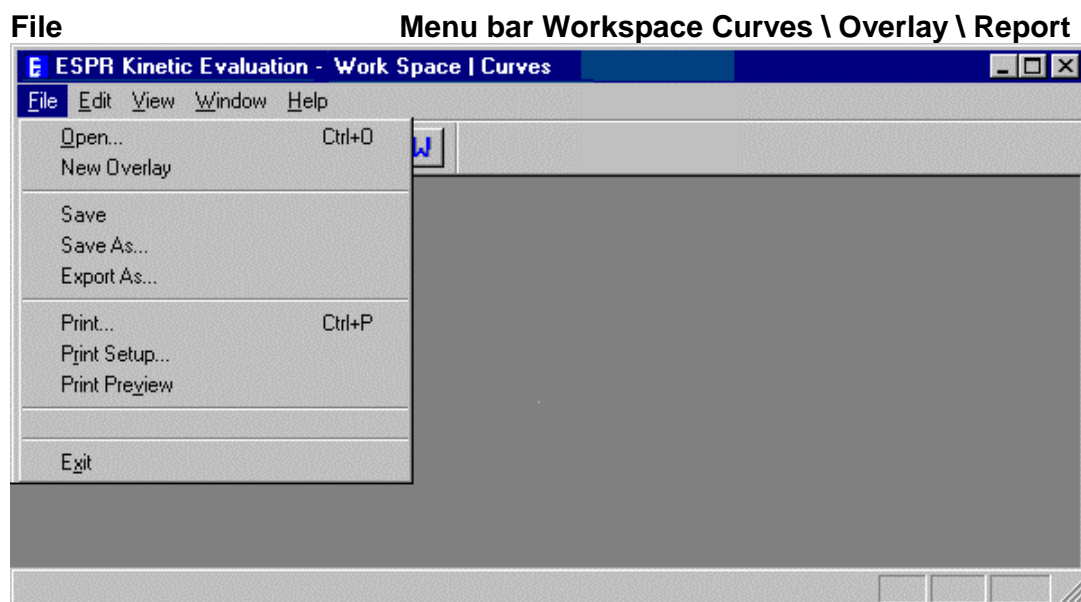 File Menu bar Workspace Curves \ Overlay \ Report
E ESPR Kinetic Evaluation - Work Space | Curves
File Edit View Window Help
Open... Ctrl+O
W
New Overlay
Save
Save As...
Export As...
Print... Ctrl+P
Print Setup...
Print Preview
Exit